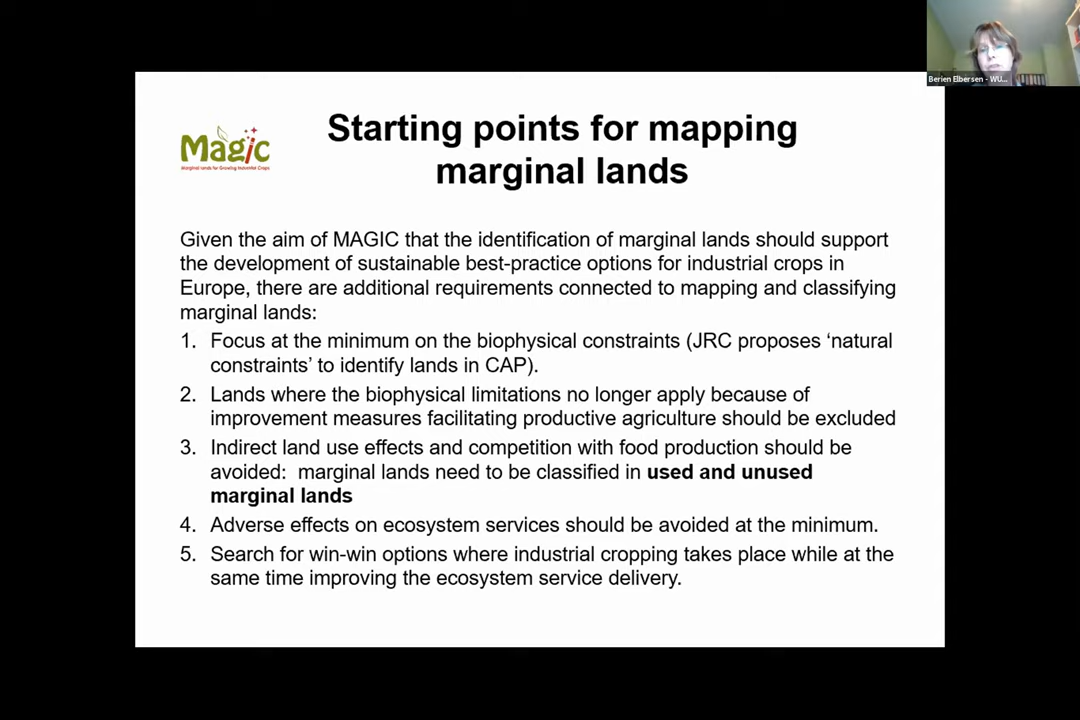 Berien Elbersen - WU...
Magic
Marginal lands for Growing Industrial Crops
Starting points for mapping
marginal lands
Given the aim of MAGIC that the identification of marginal lands should support
the development of sustainable best-practice options for industrial crops in
Europe, there are additional requirements connected to mapping and classifying
marginal lands:
1. Focus at the minimum on the biophysical constraints (JRC proposes ‘natural
constraints’ to identify lands in CAP).
2. Lands where the biophysical limitations no longer apply because of
improvement measures facilitating productive agriculture should be excluded
3. Indirect land use effects and competition with food production should be
avoided: marginal lands need to be classified in used and unused
marginal lands
4. Adverse effects on ecosystem services should be avoided at the minimum.
5. Search for win-win options where industrial cropping takes place while at the
same time improving the ecosystem service delivery.